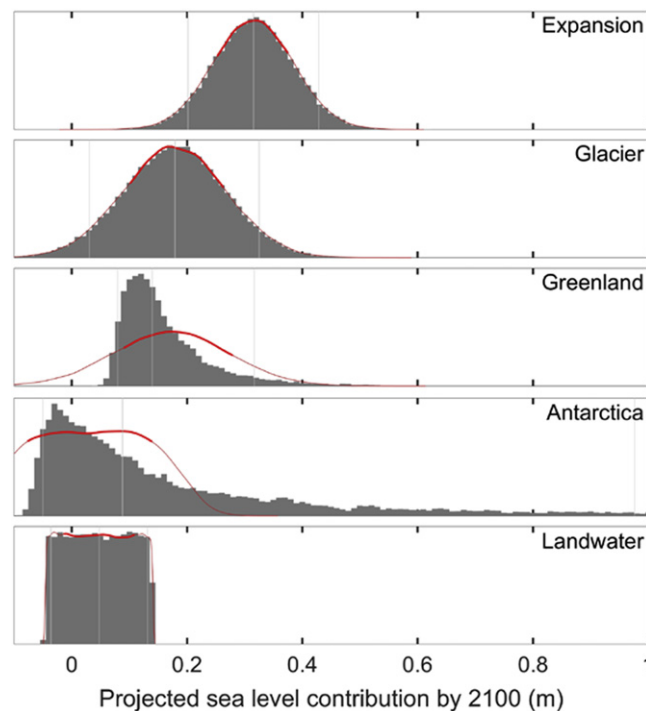 Expansion
Glacier
Greenland
Antarctica
Landwater
0 0.2 0.4 0.6 0.8 1
Projected sea level contribution by 2100 (m)